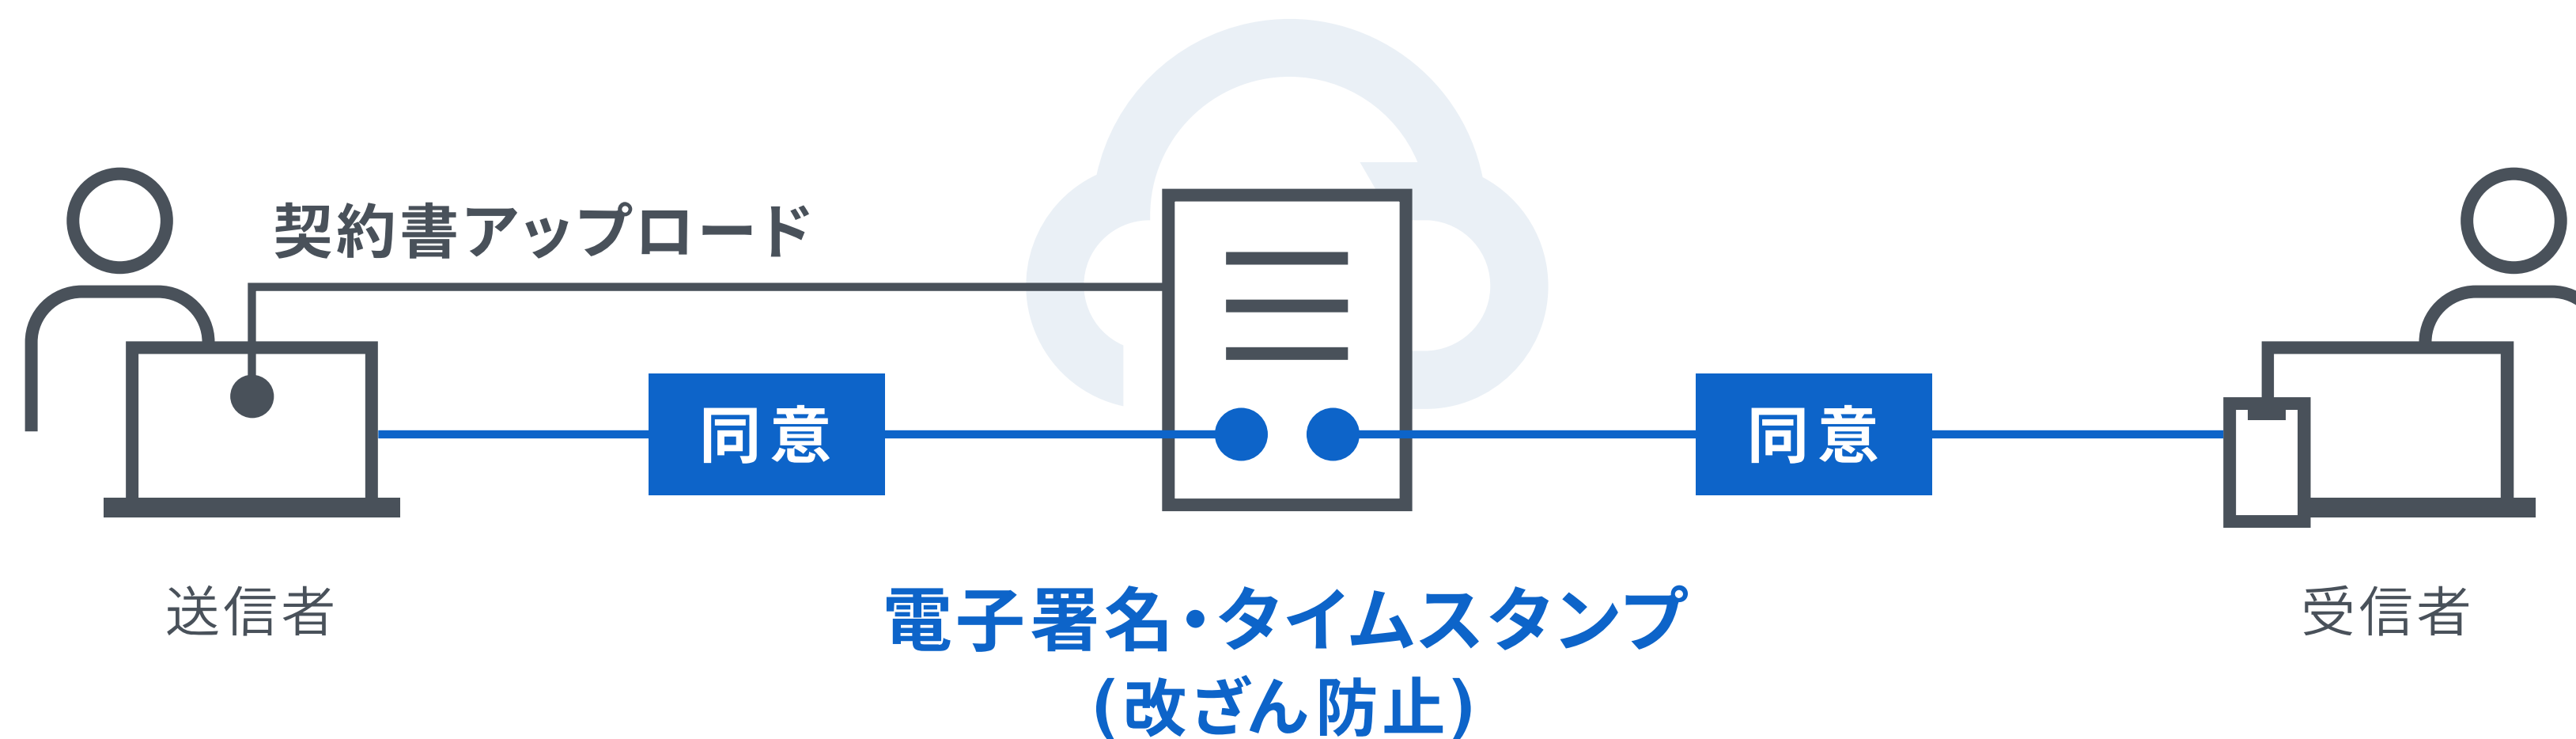 契約書アップロード
同意
同意
送信者
電子署名・タイムスタンプ
(改ざん防止)
受信者